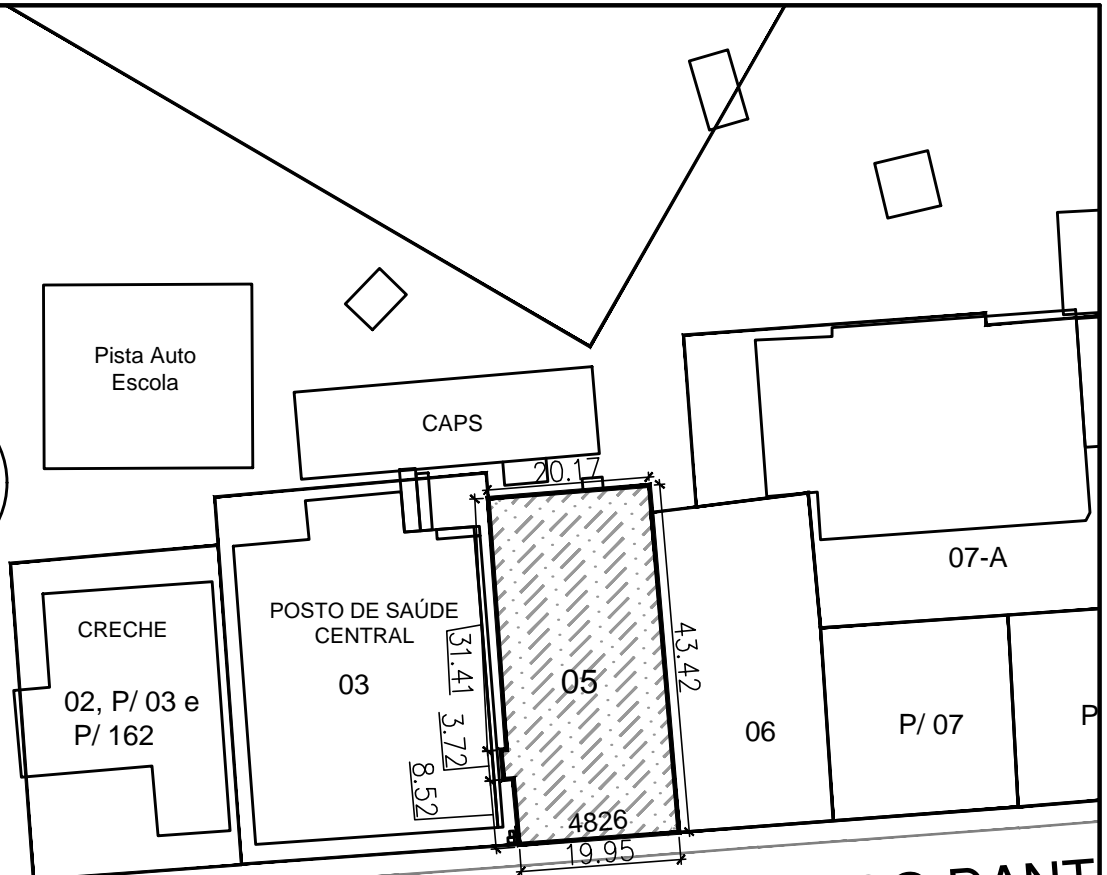 Pista Auto
Escola
CAPS
20.17
07-A
CRECHE
POSTO DE SAÚDE
CENTRAL
31.41
43.42
03
05
02, P/ 03 e
P/ 162
3.72
06
P/ 07
P
8.52
4826
19.95